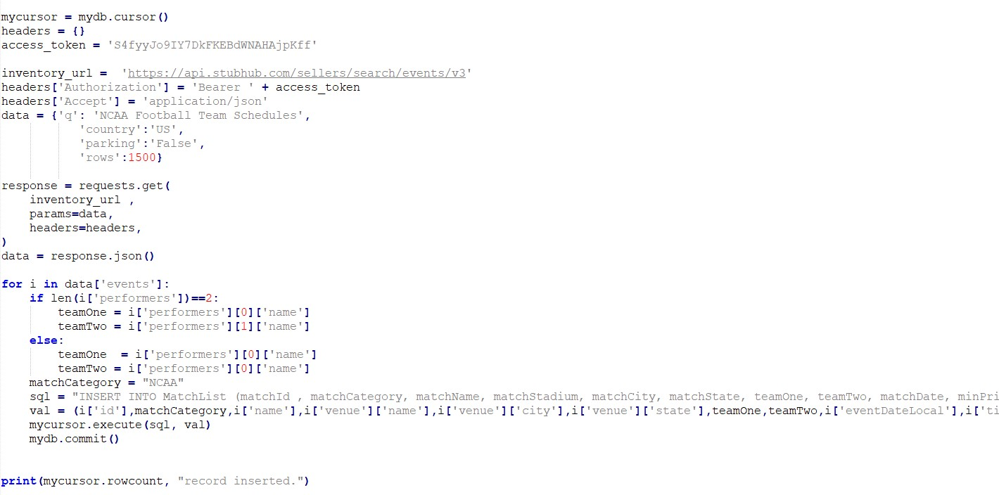 mycursor = mydb.cursor()
headers = {}
access_token = 'S4fyyJo9IY7DkFKEBdWNAHAjpKff'
inventory_url =  'https://api.stubhub.com/sellers/search/events/v3'
headers['Authorization'] = 'Bearer ' + access_token
headers['Accept'] = 'application/json'
data = {'q': 'NCAA Football Team Schedules',
'country':'US',
'parking':'False',
'rows':1500}
response = requests.get(
inventory_url ,
params=data,
headers=headers,
)
data = response.json()
for i in data['events']:
if len(i['performers'])==2:
teamOne = i['performers'][0]['name']
teamTwo = i['performers'][1]['name']
else:
teamOne  = i['performers'][0]['name']
teamTwo = i['performers'][0]['name']
matchCategory = "NCAA"
sql = "INSERT INTO MatchList (matchId , matchCategory, matchName, matchStadium, matchCity, matchState, teamOne, teamTwo, matchDate, minPri
val = (i['id'],matchCategory,i['name'],i['venue']['name'],i['venue']['city'],i['venue']['state'],teamOne,teamTwo,i['eventDateLocal'],i['ti
mycursor.execute(sql, val)
mydb.commit()
print(mycursor.rowcount, "record inserted.")